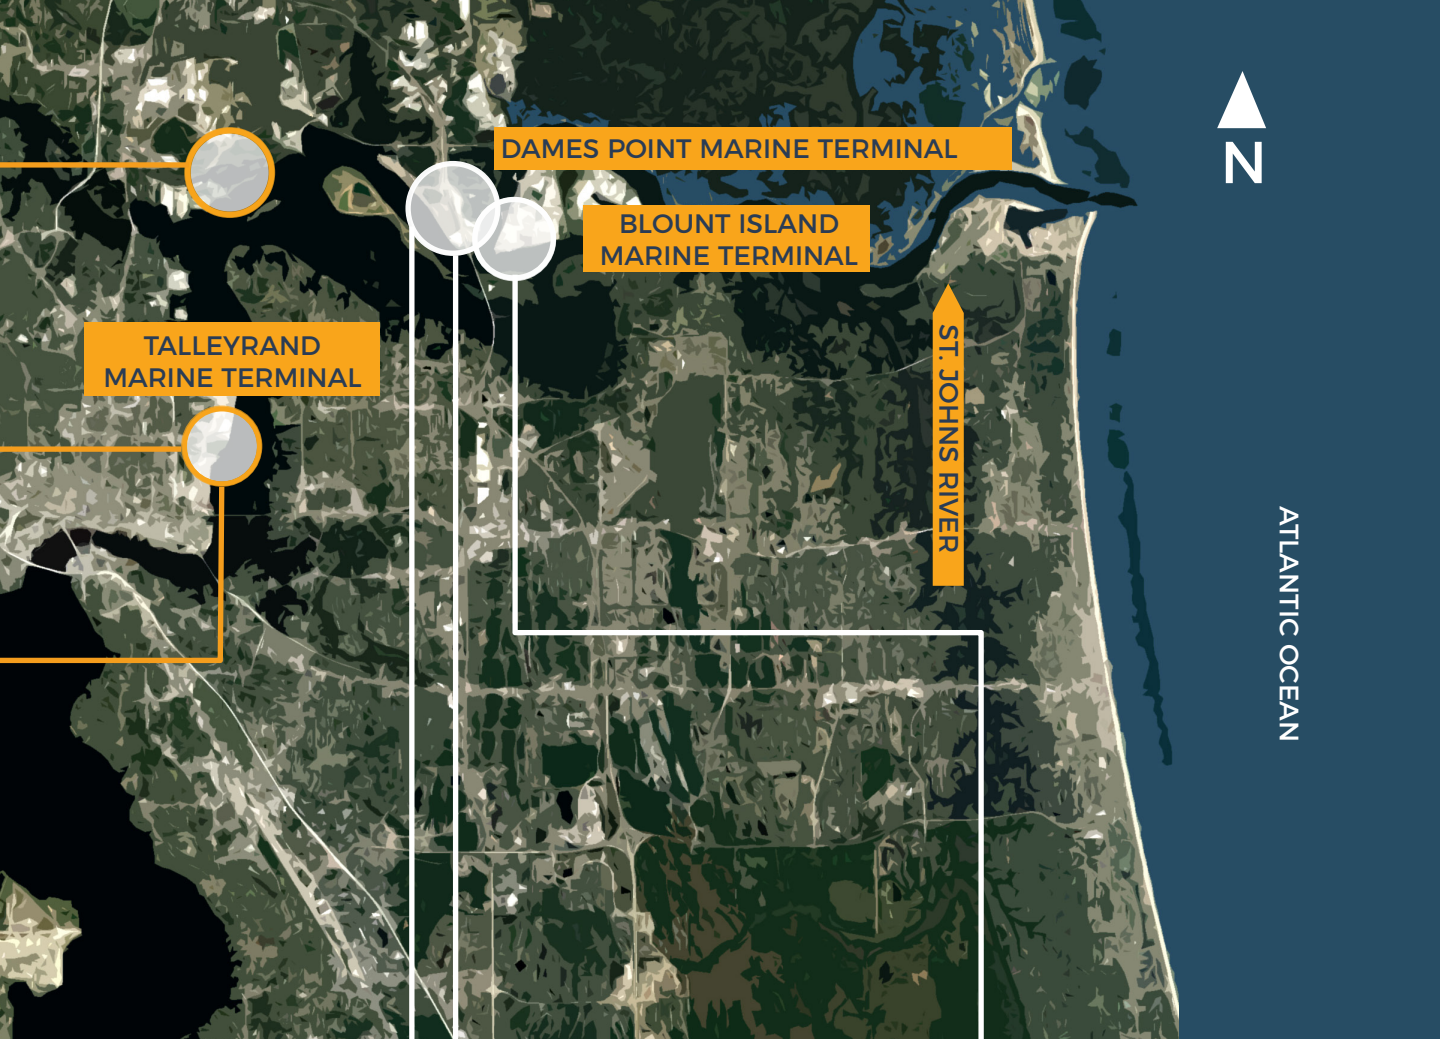 DAMES POINT MARINE TERMINAL
N
BLOUNT ISLAND
MARINE TERMINAL
TALLEYRAND
MARINE TERMINAL
ST. JOHNS RIVER
ATLANTIC OCEAN